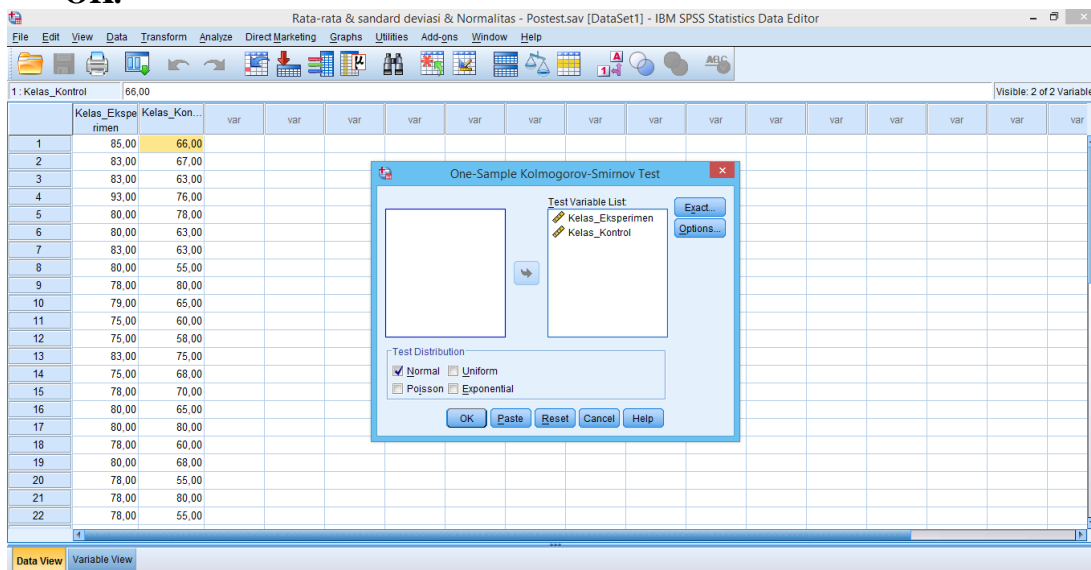 OK.
Rata-rata & sandard deviasi & Normalitas - Postest.sav [DataSet1] - IBM SPSS Statistics Data Editor
File Edit View Data Transform Analyze Direct Marketing Graphs Utilities Add-ons Window Help
1 : Kelas_Kontrol 66,00 Visible: 2 of 2 Variable
Kelas_Ekspe rimen Kelas_Kon... var var var var var var var var var var var var var var
1 85,00 66,00
2 83,00 67,00
3 83,00 63,00
4 93,00 76,00
5 80,00 78,00
6 80,00 63,00
7 83,00 63,00
8 80,00 55,00
9 78,00 80,00
10 79,00 65,00
11 75,00 60,00
12 75,00 58,00
13 83,00 75,00
14 75,00 68,00
15 78,00 70,00
16 80,00 65,00
17 80,00 80,00
18 78,00 60,00
19 80,00 68,00
20 78,00 55,00
21 78,00 80,00
22 78,00 55,00
One-Sample Kolmogorov-Smirnov Test
Test Variable List:
Kelas_Eksperimen
Kelas_Kontrol
Exact...
Options...
Test Distribution
Normal Uniform
Poisson Exponential
OK Paste Reset Cancel Help
Data View Variable View